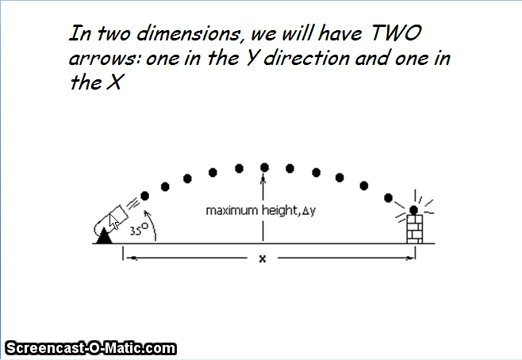 In two dimensions, we will have TWO
arrows: one in the Y direction and one in
the X
maximum height, Δy
35°
x
Screencast-O-Matic.com